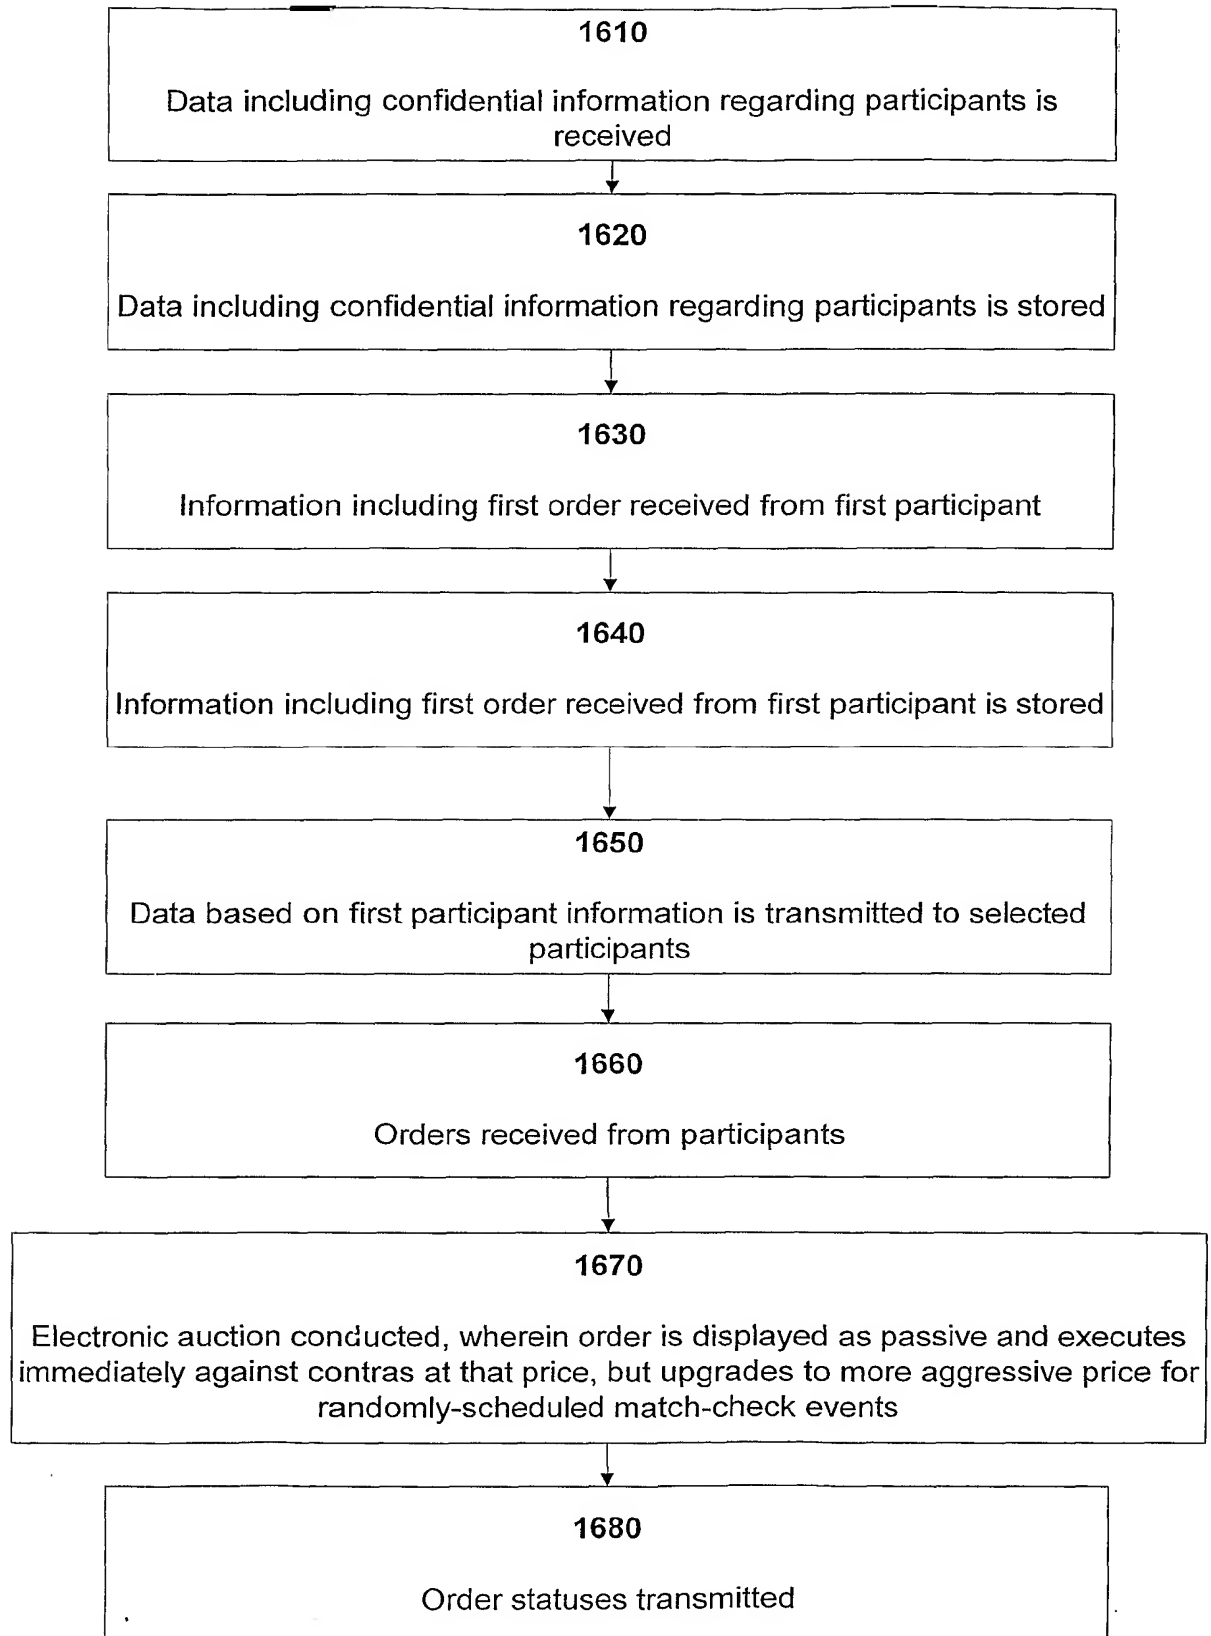 1610
Data including confidential information regarding participants is
received
1620
Data including confidential information regarding participants is stored
1630
Information including first order received from first participant
1640
Information including first order received from first participant is stored
1650
Data based on first participant information is transmitted to selected
participants
1660
Orders received from participants
1670
Electronic auction conducted, wherein order is displayed as passive and executes
immediately against contras at that price, but upgrades to more aggressive price for
randomly-scheduled match-check events
1680
Order statuses transmitted